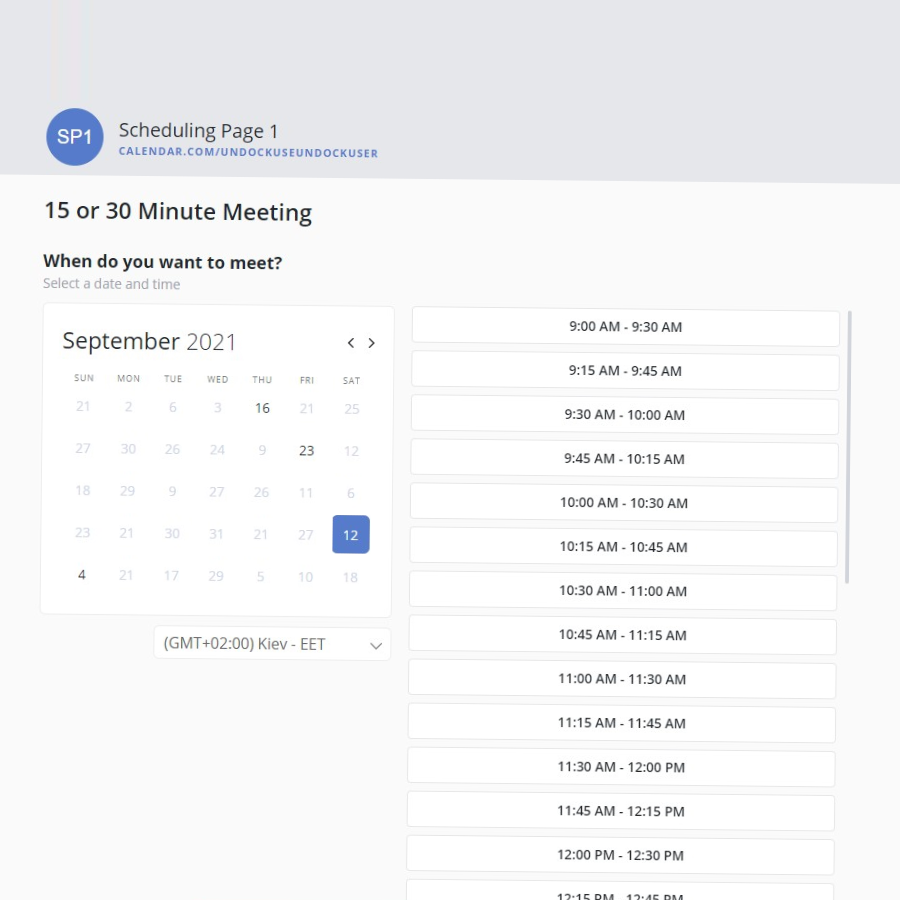 SP1
Scheduling Page 1
CALENDAR.COM/UNDOCKUSEUNDOCKUSER
15 or 30 Minute Meeting
When do you want to meet?
Select a date and time
September 2021
SUN MON TUE WED THU FRI SAT
21 2 6 3 16 21 25
27 30 26 24 9 23 12
18 29 9 27 26 11 6
23 21 30 31 21 27 12
4 21 17 29 5 10 18
(GMT+02:00) Kiev - EET
9:00 AM - 9:30 AM
9:15 AM - 9:45 AM
9:30 AM - 10:00 AM
9:45 AM - 10:15 AM
10:00 AM - 10:30 AM
10:15 AM - 10:45 AM
10:30 AM - 11:00 AM
10:45 AM - 11:15 AM
11:00 AM - 11:30 AM
11:15 AM - 11:45 AM
11:30 AM - 12:00 PM
11:45 AM - 12:15 PM
12:00 PM - 12:30 PM
12:15 PM - 12:45 PM